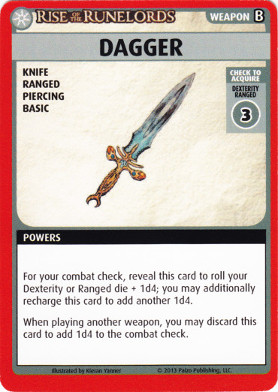 RISE OF THE RUNELORDS WEAPON B
DAGGER
KNIFE
RANGED
PIERCING
BASIC
CHECK TO
ACQUIRE
DEXTERITY
RANGED
3
POWERS
For your combat check, reveal this card to roll your
Dexterity or Ranged die + 1d4; you may additionally
recharge this card to add another 1d4.
When playing another weapon, you may discard this
card to add 1d4 to the combat check.
Illustrated by Kieran Yanner © 2013 Paizo Publishing, LLC.